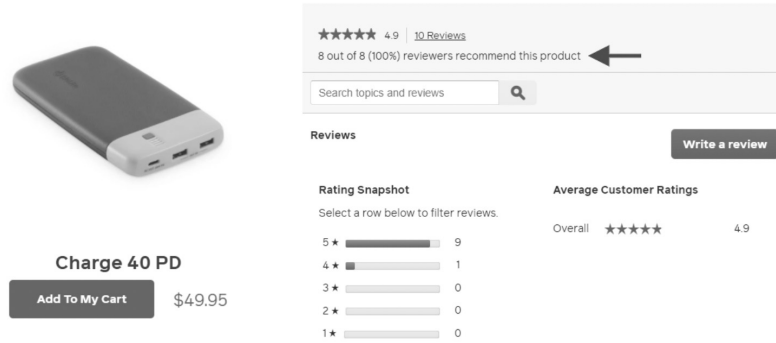 Charge 40 PD
Add To My Cart $49.95
★★★★★ 4.9 10 Reviews
8 out of 8 (100%) reviewers recommend this product
Search topics and reviews
Reviews
Write a review
Rating Snapshot
Select a row below to filter reviews.
5★ 9
4★ 1
3★ 0
2★ 0
1★ 0
Average Customer Ratings
Overall ★★★★★ 4.9